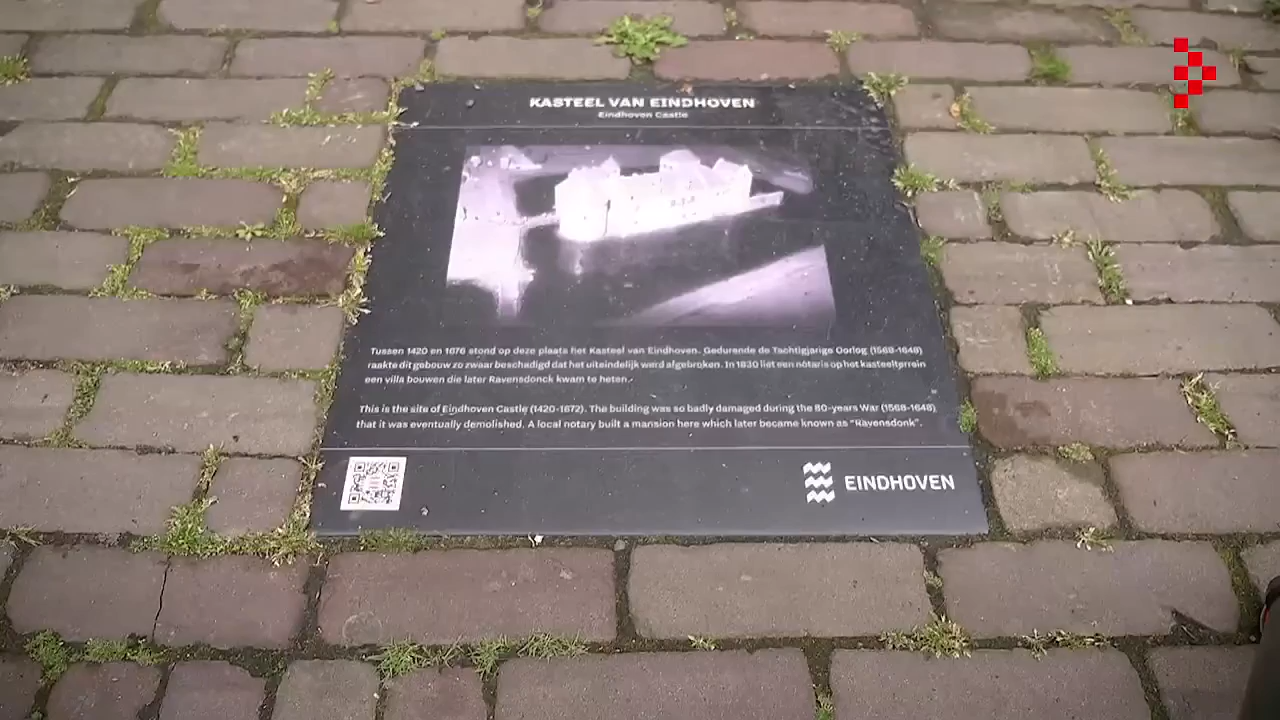 KASTEEL VAN EINDHOVEN
Eindhoven Castle
Tussen 1420 en 1676 stond op deze plaats het Kasteel van Eindhoven. Gedurende de Tachtigjarige Oorlog (1568-1648)
raakte dit gebouw zo zwaar beschadigd dat het uiteindelijk werd afgebroken. In 1830 liet een notaris op het kasteelterrein
een villa bouwen die later Ravensdonck kwam te heten.
This is the site of Eindhoven Castle (1420-1672). The building was so badly damaged during the 80-years War (1568-1648)
that it was eventually demolished. A local notary built a mansion here which later became known as "Ravensdonk".
EINDHOVEN